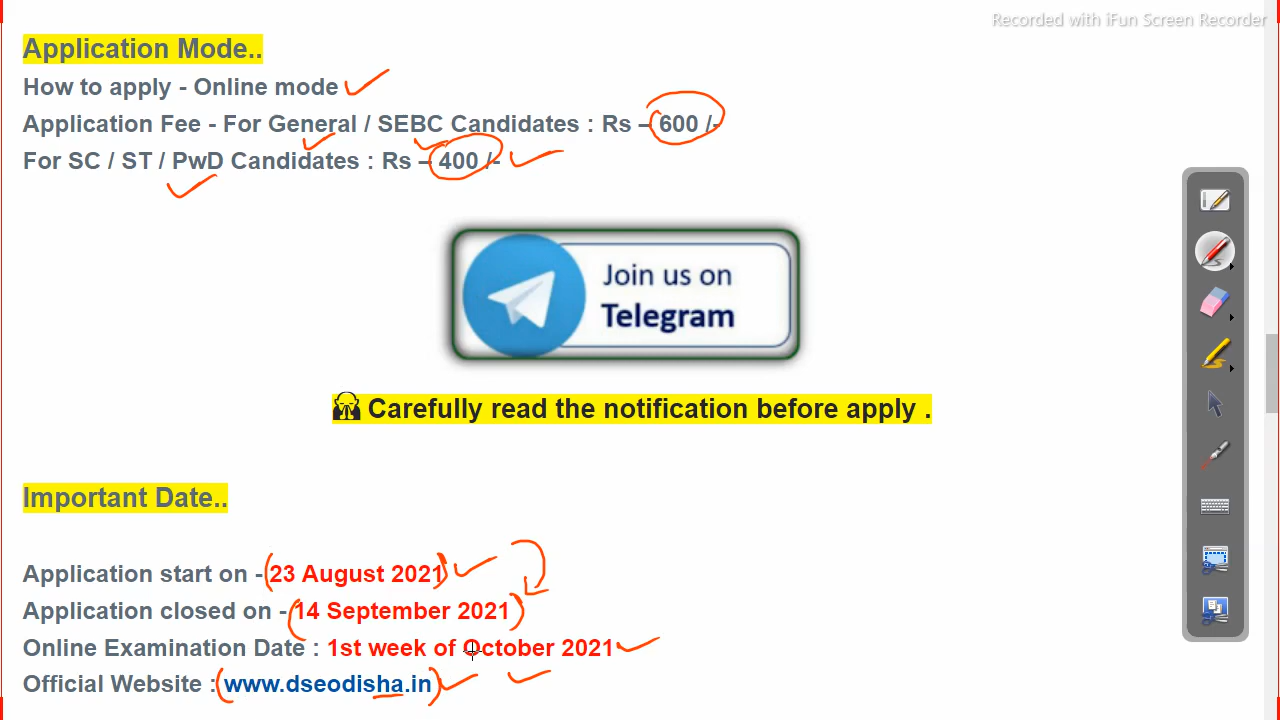 Recorded with iFun Screen Recorder
Application Mode..
How to apply - Online mode
Application Fee - For General / SEBC Candidates : Rs – 600 /-
For SC / ST / PwD Candidates : Rs – 400 /-
Join us on
Telegram
Carefully read the notification before apply .
Important Date..
Application start on - 23 August 2021
Application closed on - 14 September 2021
Online Examination Date : 1st week of October 2021
Official Website : www.dseodisha.in